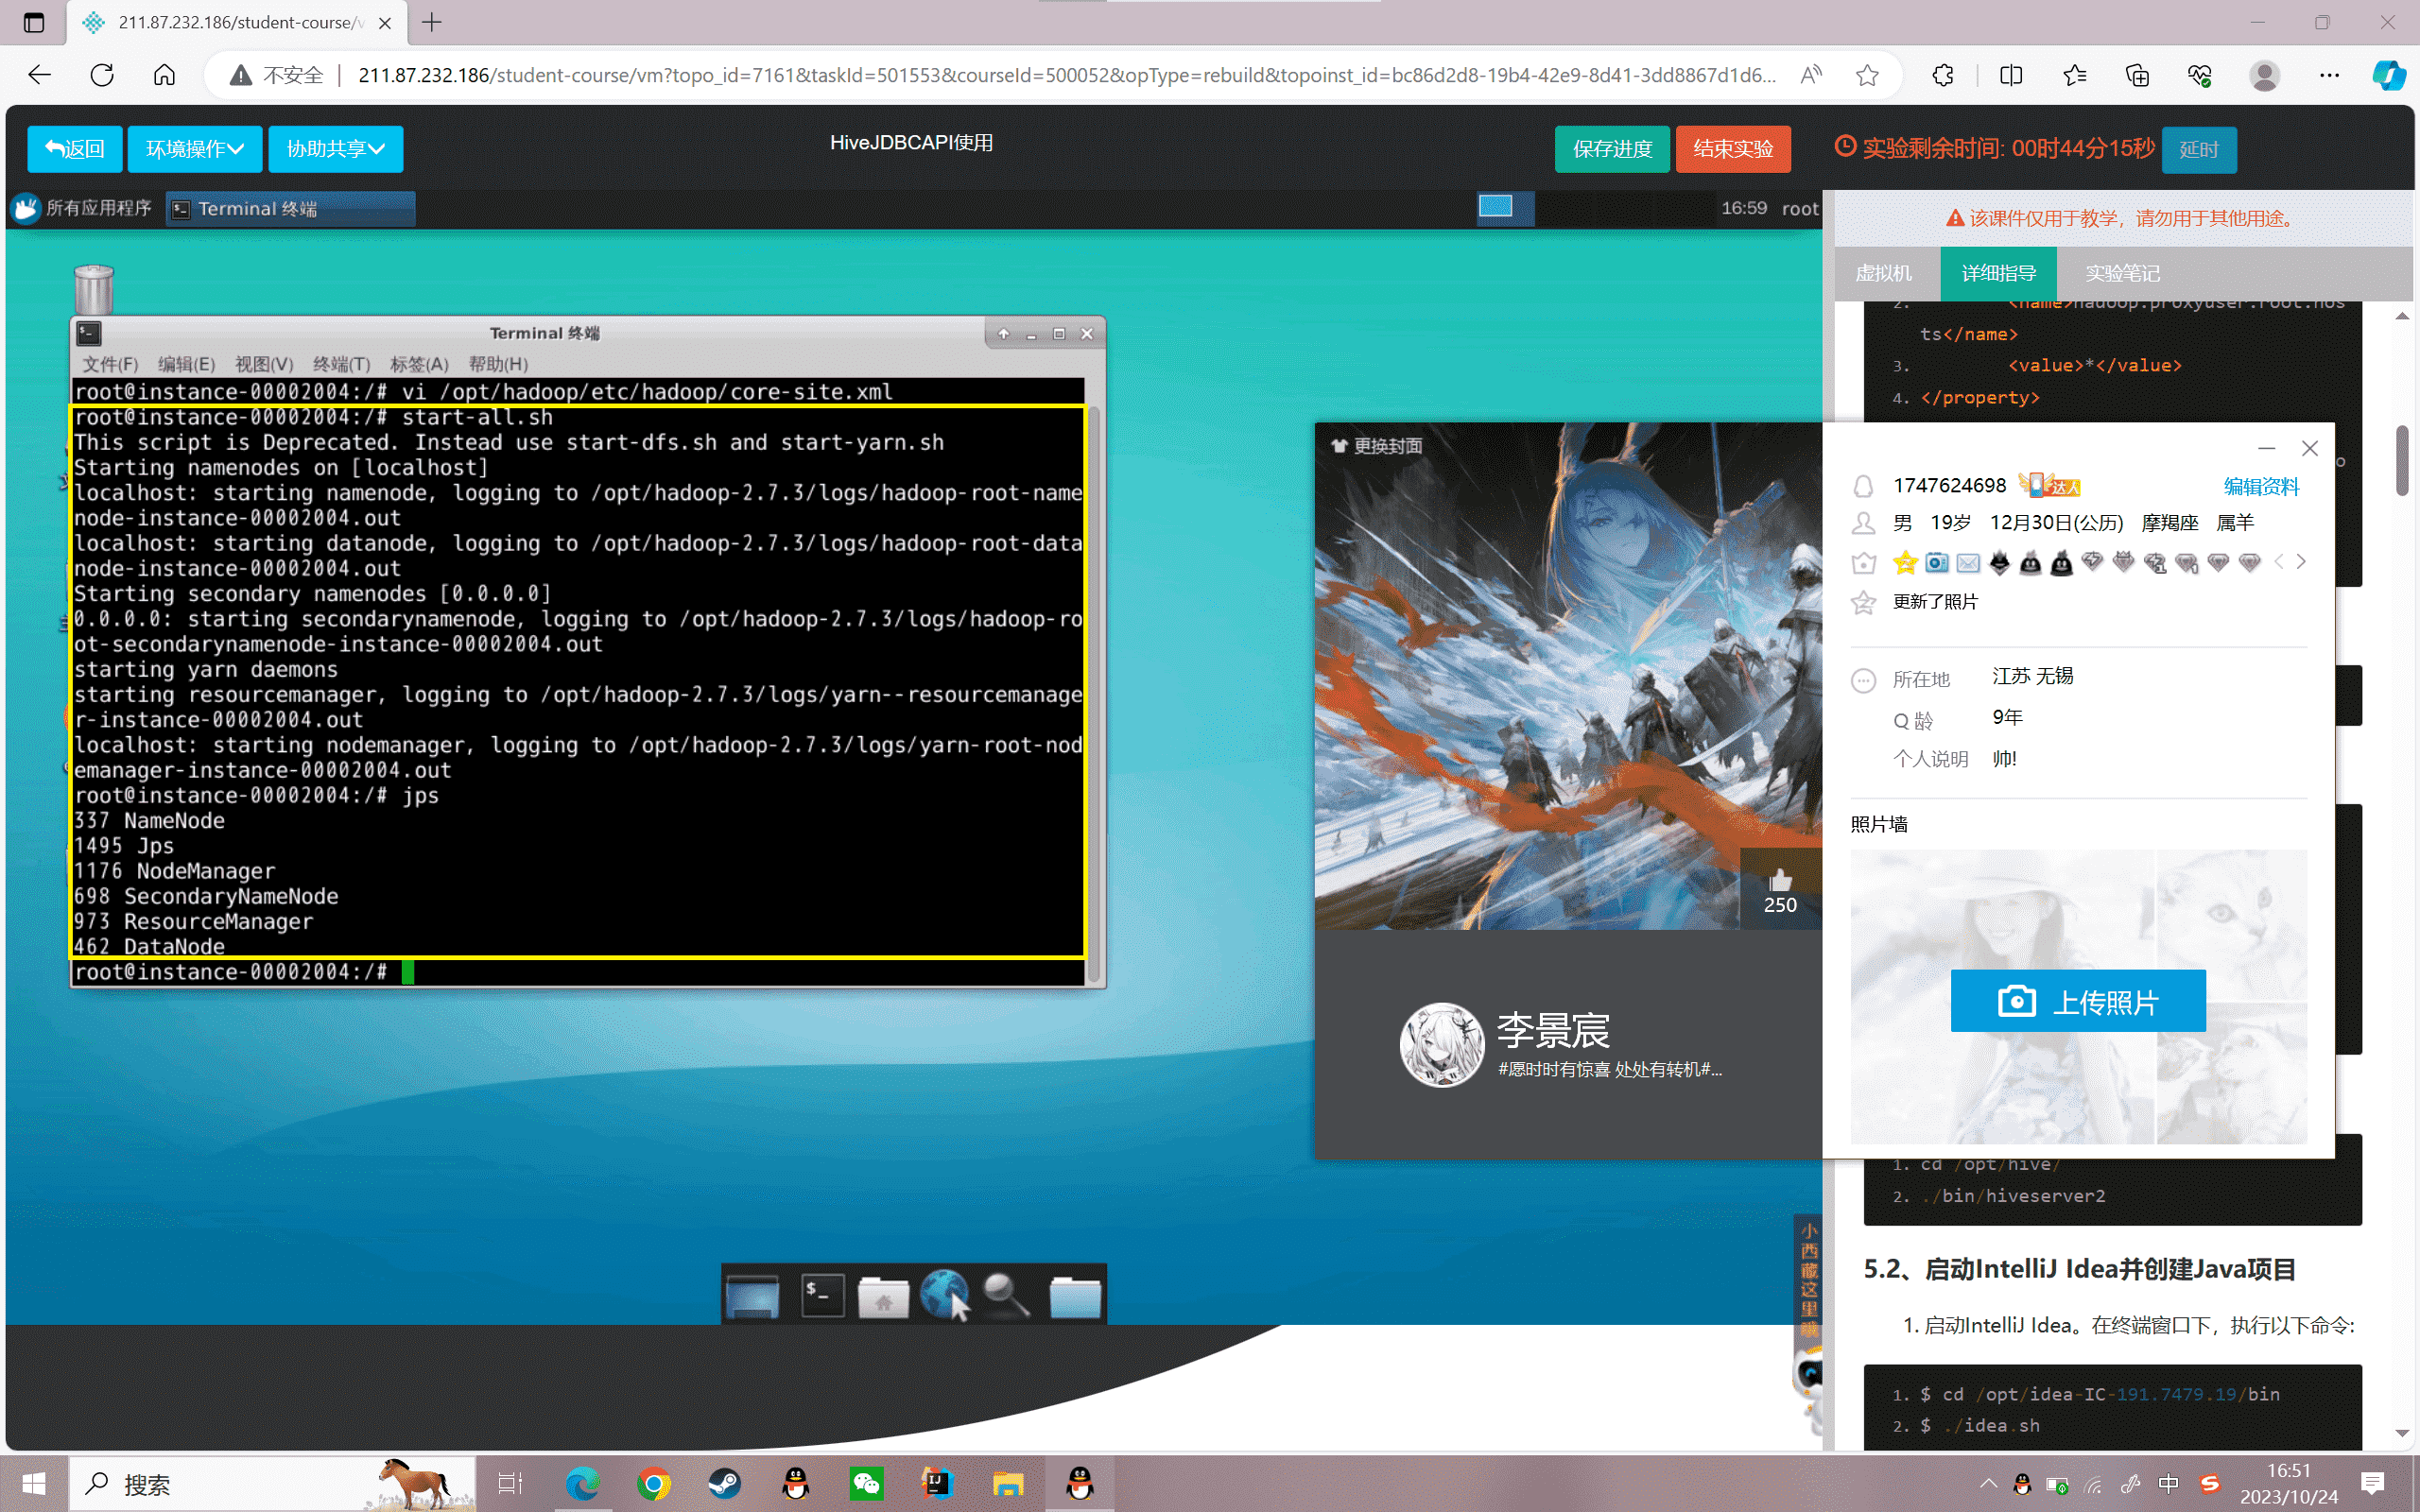 211.87.232.186/student-course/v
不安全 | 211.87.232.186/student-course/vm?topo_id=7161&taskId=501553&courseId=500052&opType=rebuild&topoinst_id=bc86d2d8-19b4-42e9-8d41-3dd8867d1d6...
返回 环境操作 协助共享 HiveJDBCAPI使用 保存进度 结束实验 实验剩余时间: 00时44分15秒 延时
所有应用程序 Terminal 终端 16:59 root
该课件仅用于教学，请勿用于其他用途。
虚拟机 详细指导 实验笔记
Terminal 终端
文件(F) 编辑(E) 视图(V) 终端(T) 标签(A) 帮助(H)
root@instance-00002004:/# vi /opt/hadoop/etc/hadoop/core-site.xml
root@instance-00002004:/# start-all.sh
This script is Deprecated. Instead use start-dfs.sh and start-yarn.sh
Starting namenodes on [localhost]
localhost: starting namenode, logging to /opt/hadoop-2.7.3/logs/hadoop-root-name
node-instance-00002004.out
localhost: starting datanode, logging to /opt/hadoop-2.7.3/logs/hadoop-root-data
node-instance-00002004.out
Starting secondary namenodes [0.0.0.0]
0.0.0.0: starting secondarynamenode, logging to /opt/hadoop-2.7.3/logs/hadoop-ro
ot-secondarynamenode-instance-00002004.out
starting yarn daemons
starting resourcemanager, logging to /opt/hadoop-2.7.3/logs/yarn--resourcemanage
r-instance-00002004.out
localhost: starting nodemanager, logging to /opt/hadoop-2.7.3/logs/yarn-root-nod
emanager-instance-00002004.out
root@instance-00002004:/# jps
337 NameNode
1495 Jps
1176 NodeManager
698 SecondaryNameNode
973 ResourceManager
462 DataNode
root@instance-00002004:/#
2. <name>hadoop.proxyuser.root.hos
ts</name>
3. <value>*</value>
4. </property>
更换封面
250
李景宸
#愿时时有惊喜 处处有转机#...
1747624698 达人 编辑资料
男 19岁 12月30日(公历) 摩羯座 属羊
更新了照片
所在地 江苏 无锡
Q 龄 9年
个人说明 帅!
照片墙
上传照片
1. cd /opt/hive/
2. ./bin/hiveserver2
5.2、启动IntelliJ Idea并创建Java项目
1. 启动IntelliJ Idea。在终端窗口下，执行以下命令:
1. $ cd /opt/idea-IC-191.7479.19/bin
2. $ ./idea.sh
小西藏这里哦
搜索
中
16:51
2023/10/24